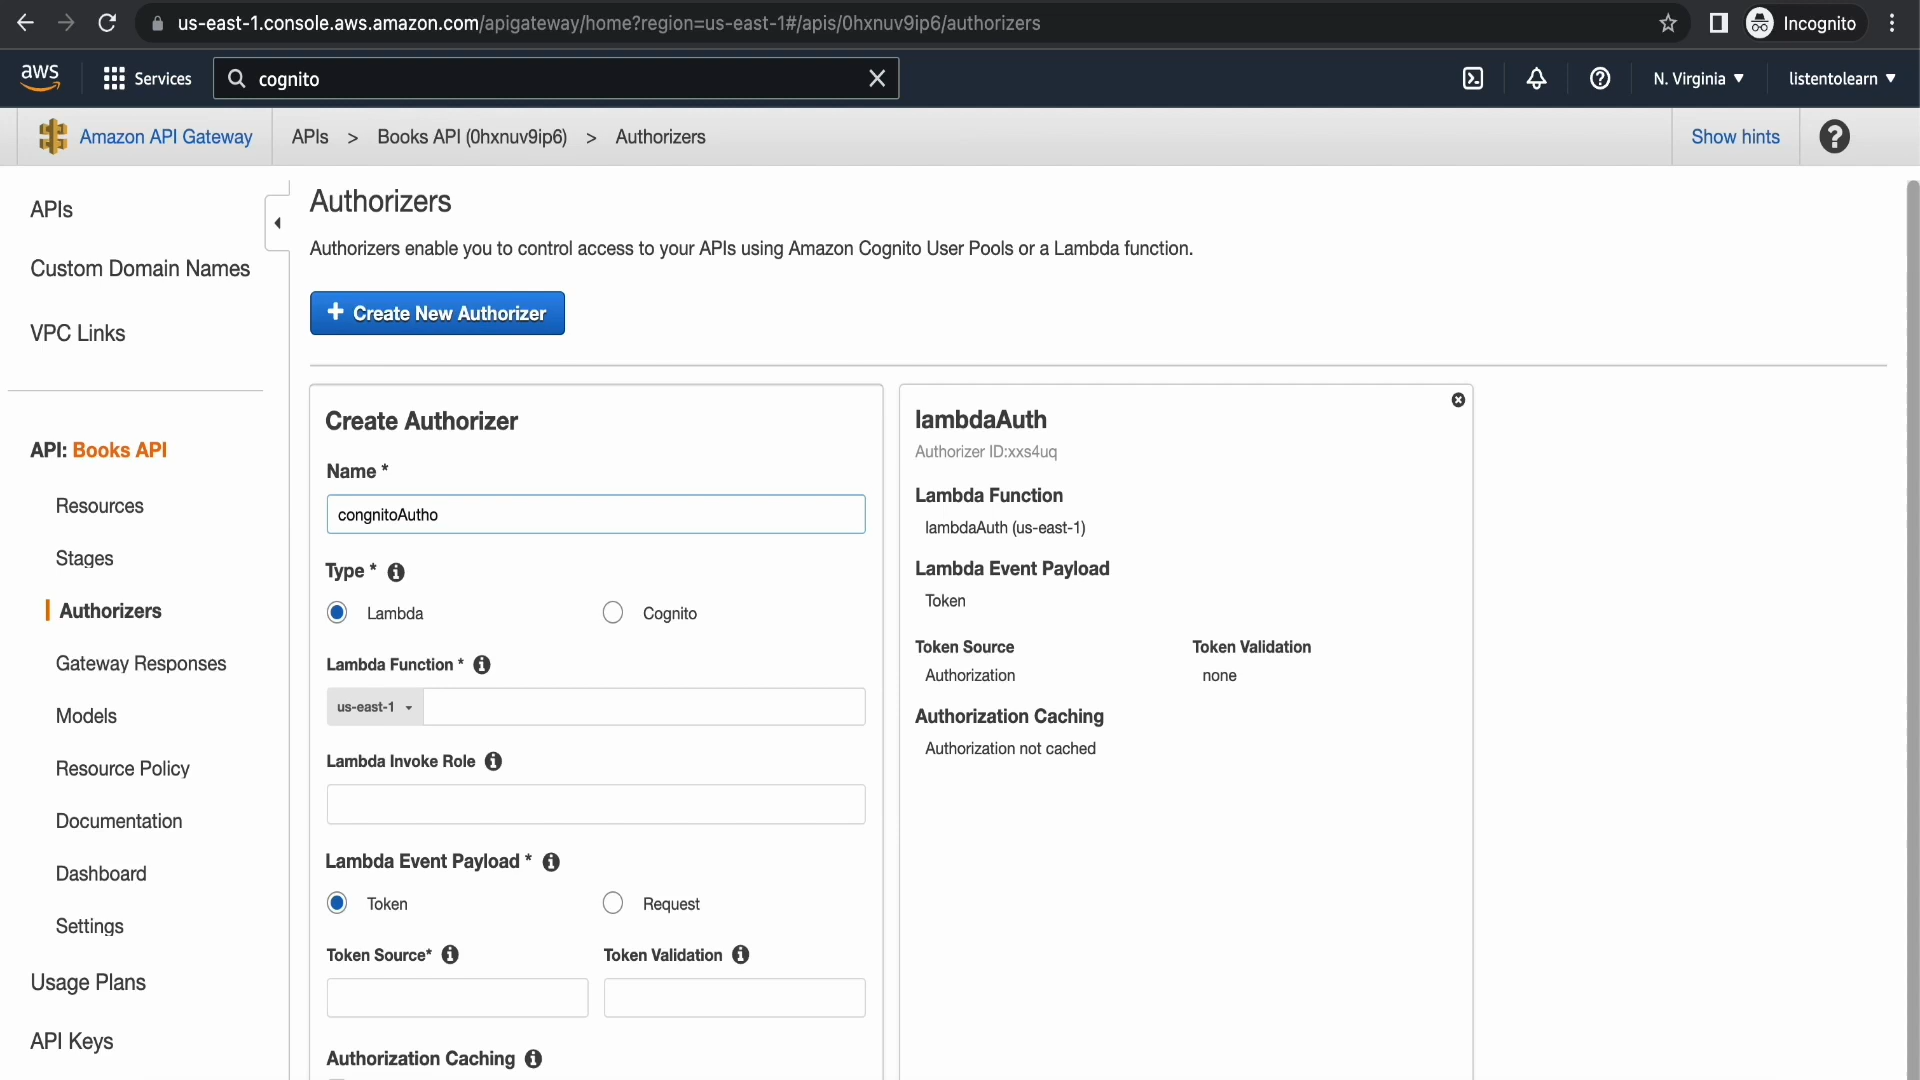 us-east-1.console.aws.amazon.com/apigateway/home?region=us-east-1#/apis/0hxnuv9ip6/authorizers
Incognito
aws
Services
cognito
N. Virginia
listentolearn
Amazon API Gateway
APIs > Books API (0hxnuv9ip6) > Authorizers
Show hints
APIs
Custom Domain Names
VPC Links
API: Books API
Resources
Stages
Authorizers
Gateway Responses
Models
Resource Policy
Documentation
Dashboard
Settings
Usage Plans
API Keys
Authorizers
Authorizers enable you to control access to your APIs using Amazon Cognito User Pools or a Lambda function.
+ Create New Authorizer
Create Authorizer
Name *
congnitoAutho
Type *
Lambda
Cognito
Lambda Function *
us-east-1
Lambda Invoke Role
Lambda Event Payload *
Token
Request
Token Source*
Token Validation
Authorization Caching
lambdaAuth
Authorizer ID:xxs4uq
Lambda Function
lambdaAuth (us-east-1)
Lambda Event Payload
Token
Token Source
Token Validation
Authorization
none
Authorization Caching
Authorization not cached